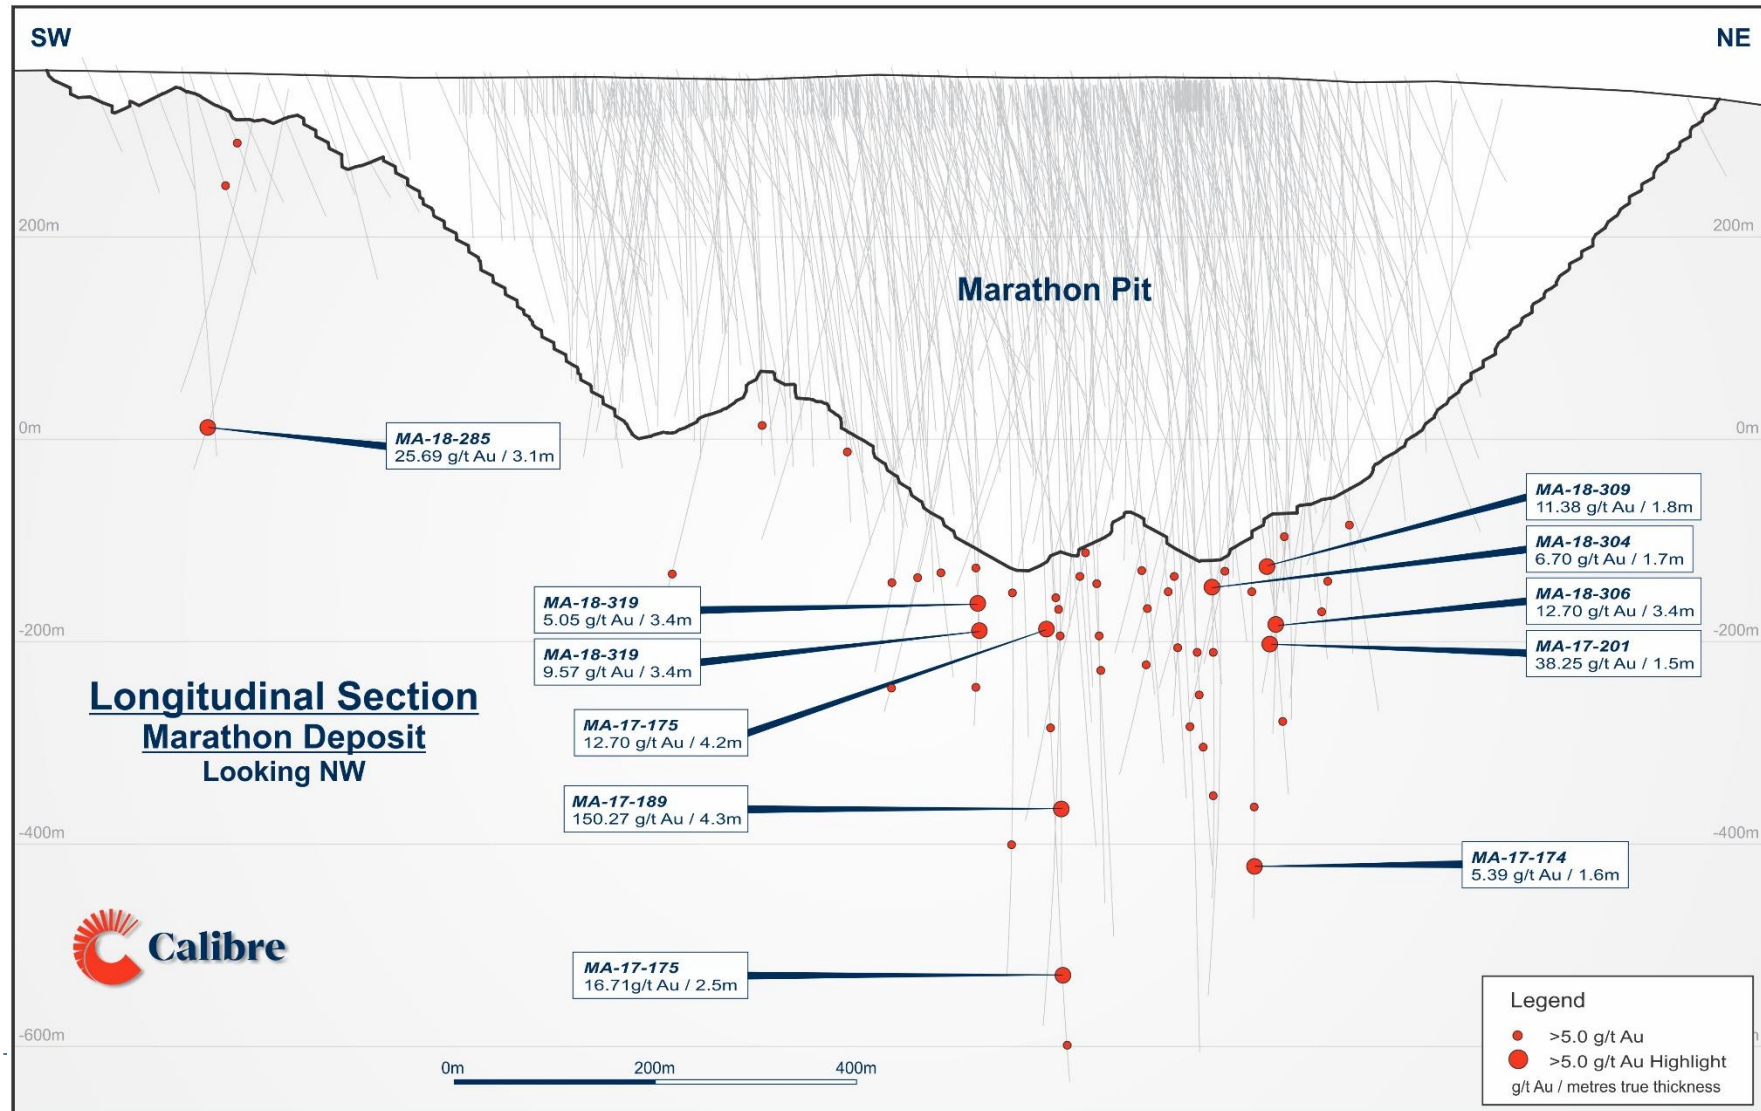 SW
NE
200m
200m
Marathon Pit
0m
0m
MA-18-285
25.69 g/t Au / 3.1m
MA-18-309
11.38 g/t Au / 1.8m
MA-18-304
6.70 g/t Au / 1.7m
MA-18-306
12.70 g/t Au / 3.4m
MA-17-201
38.25 g/t Au / 1.5m
MA-18-319
5.05 g/t Au / 3.4m
MA-18-319
9.57 g/t Au / 3.4m
-200m
-200m
Longitudinal Section
Marathon Deposit
Looking NW
MA-17-175
12.70 g/t Au / 4.2m
MA-17-189
150.27 g/t Au / 4.3m
-400m
-400m
MA-17-174
5.39 g/t Au / 1.6m
Calibre
MA-17-175
16.71g/t Au / 2.5m
-600m
0m 200m 400m
Legend
>5.0 g/t Au
>5.0 g/t Au Highlight
g/t Au / metres true thickness